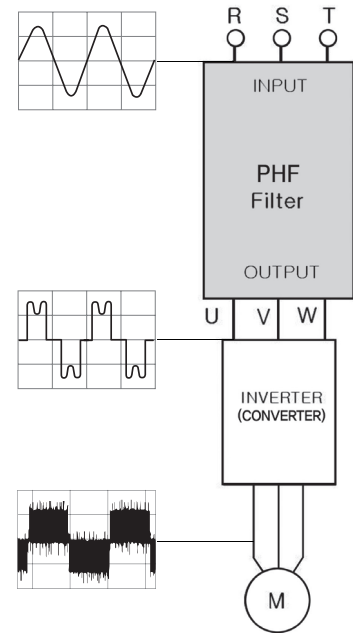 R S T
INPUT
PHF
Filter
OUTPUT
U V W
INVERTER
(CONVERTER)
M